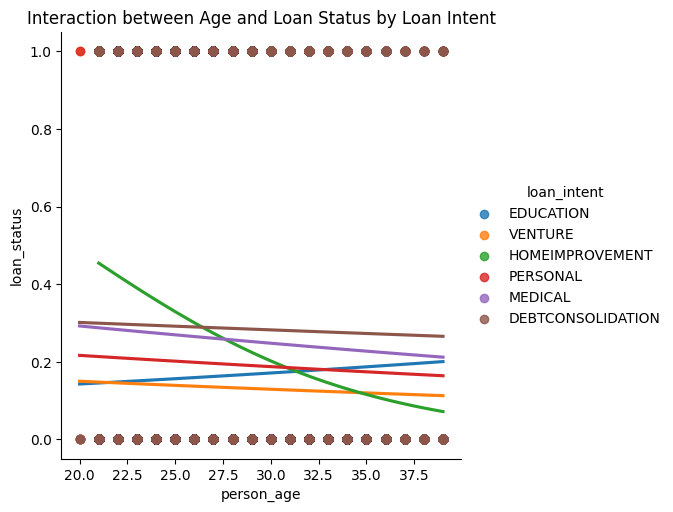 Interaction between Age and Loan Status by Loan Intent
1.0
0.8
0.6
0.4
0.2
0.0
loan_status
20.0 22.5 25.0 27.5 30.0 32.5 35.0 37.5
person_age
loan_intent
EDUCATION
VENTURE
HOMEIMPROVEMENT
PERSONAL
MEDICAL
DEBTCONSOLIDATION